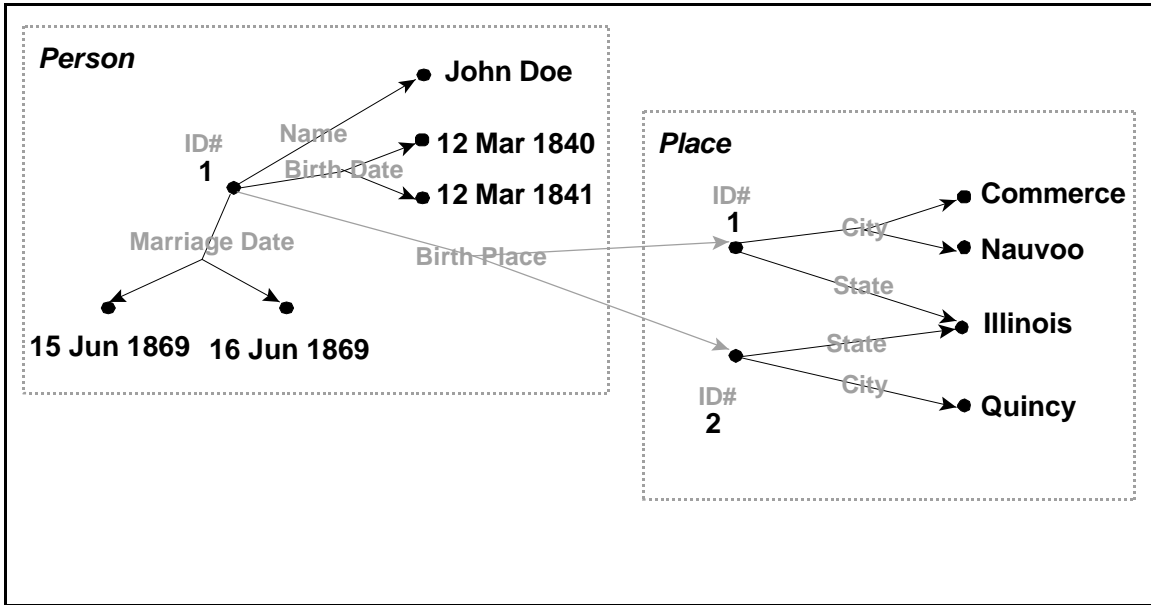 Person
John Doe
Name
ID#
1
12 Mar 1840
Birth Date
12 Mar 1841
Marriage Date
15 Jun 1869
16 Jun 1869
Birth Place
Place
ID#
1
City
Commerce
Nauvoo
State
Illinois
State
City
ID#
2
Quincy